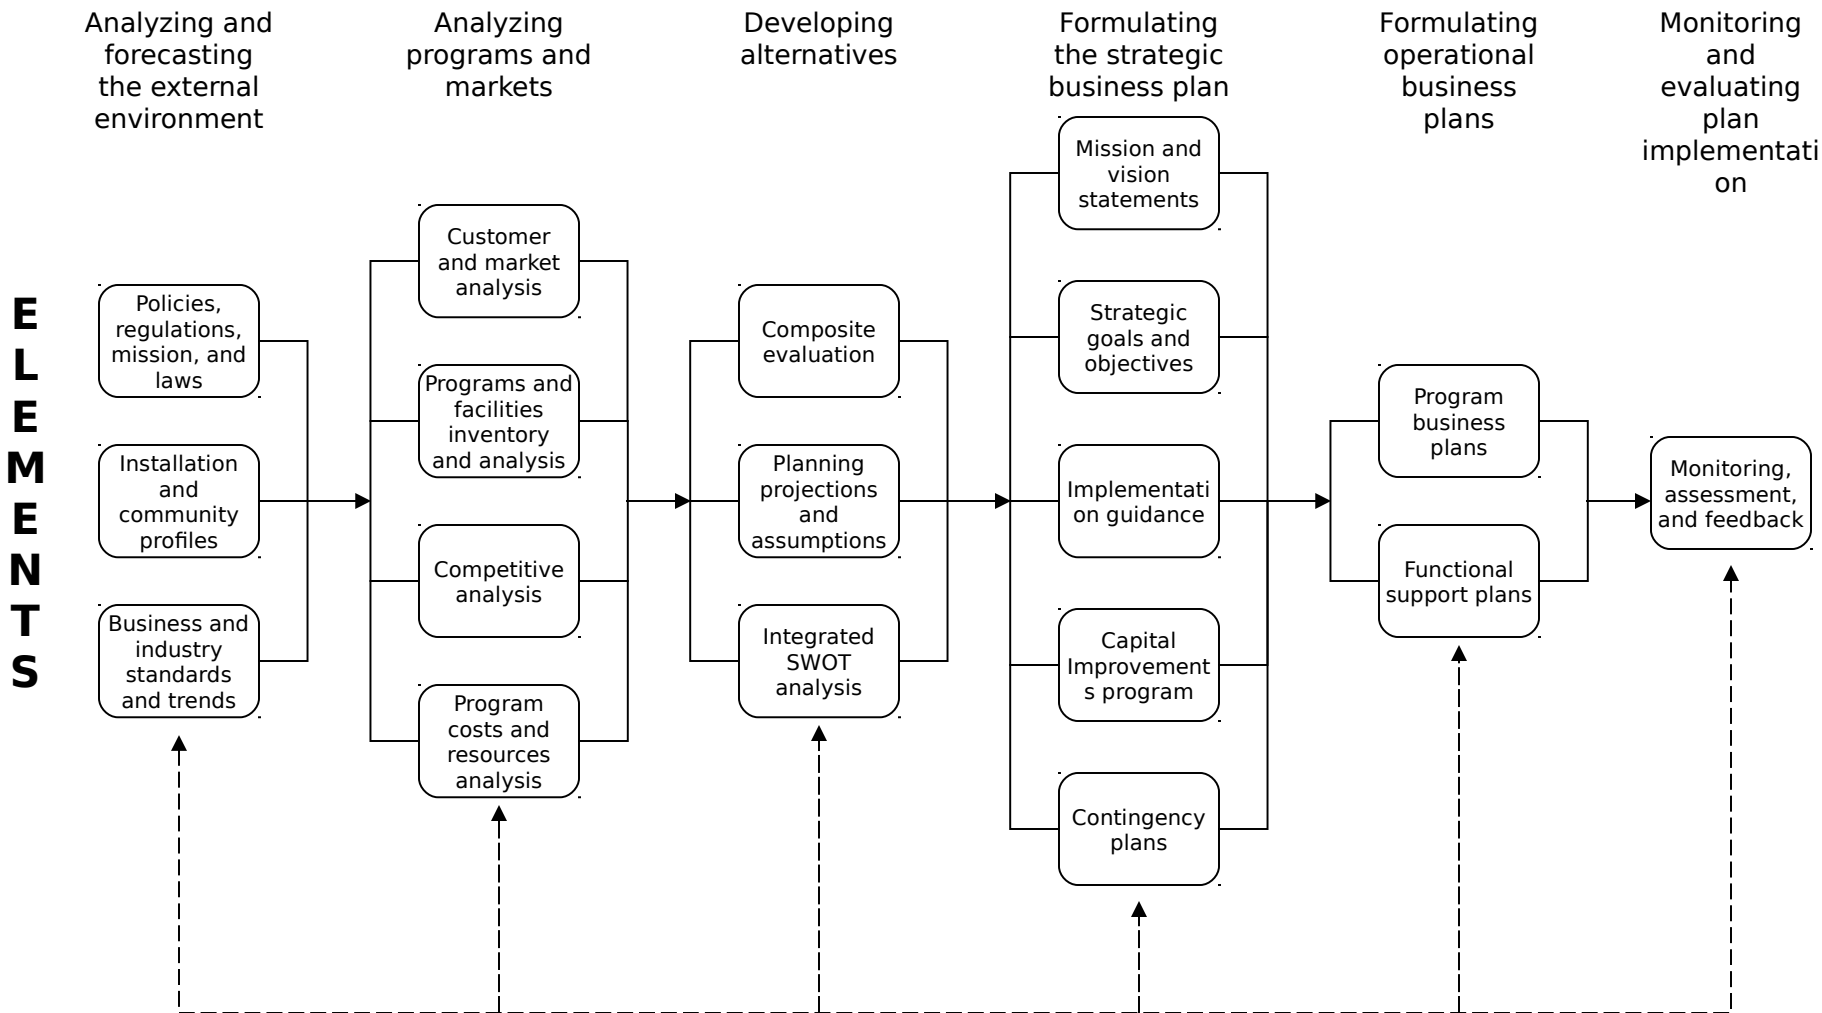 Analyzing and
forecasting
the external
environment
Analyzing
programs and
markets
Developing
alternatives
Formulating
the strategic
business plan
Formulating
operational
business
plans
Monitoring
and
evaluating
plan
implementati
on
E
L
E
M
E
N
T
S
Policies,
regulations,
mission, and
laws
Installation
and
community
profiles
Business and
industry
standards
and trends
Customer
and market
analysis
Programs and
facilities
inventory
and analysis
Competitive
analysis
Program
costs and
resources
analysis
Composite
evaluation
Planning
projections
and
assumptions
Integrated
SWOT
analysis
Mission and
vision
statements
Strategic
goals and
objectives
Implementati
on guidance
Capital
Improvement
s program
Contingency
plans
Program
business
plans
Functional
support plans
Monitoring,
assessment,
and feedback